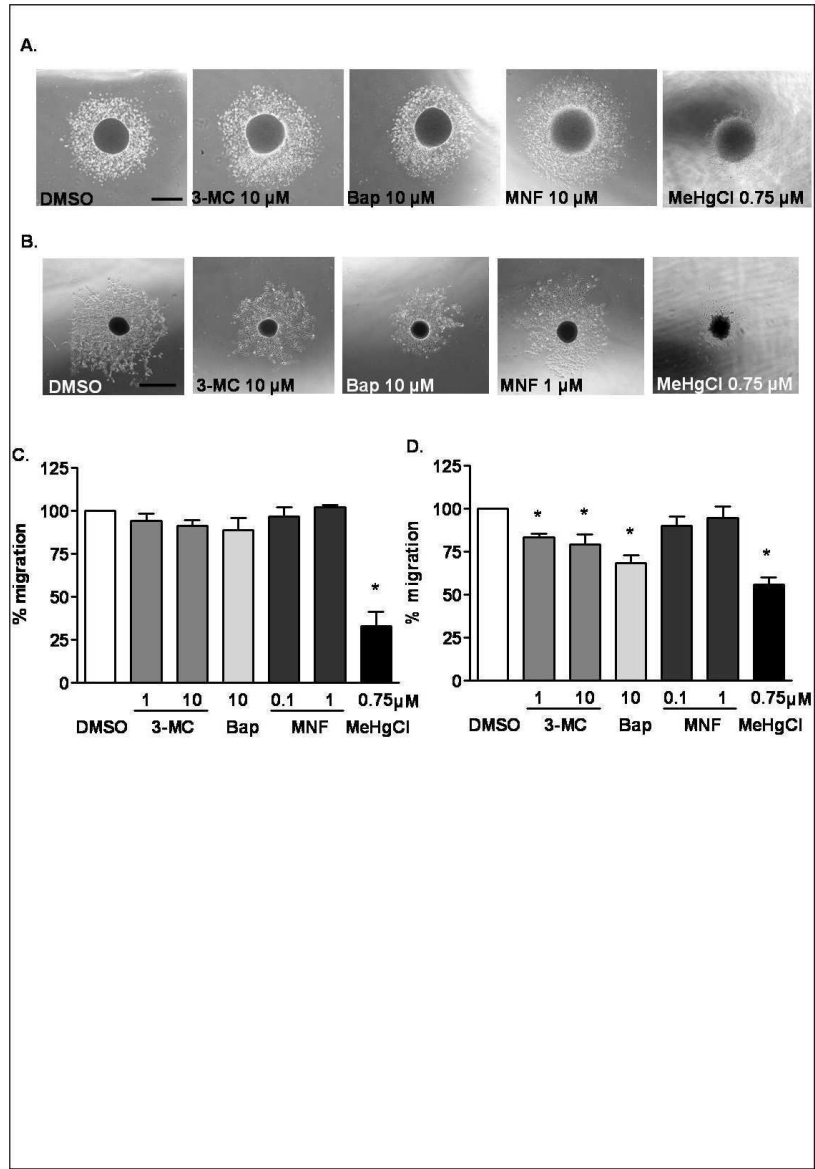 A.
DMSO
3-MC 10 µM
Bap 10 µM
MNF 10 µM
MeHgCl 0.75 µM
B.
DMSO
3-MC 10 µM
Bap 10 µM
MNF 1 µM
MeHgCl 0.75 µM
C.
% migration
125
100
75
50
25
0
*
1 10 10 0.1 1 0.75µM
DMSO 3-MC Bap MNF MeHgCl
D.
% migration
125
100
75
50
25
0
* * * *
1 10 10 0.1 1 0.75µM
DMSO 3-MC Bap MNF MeHgCl